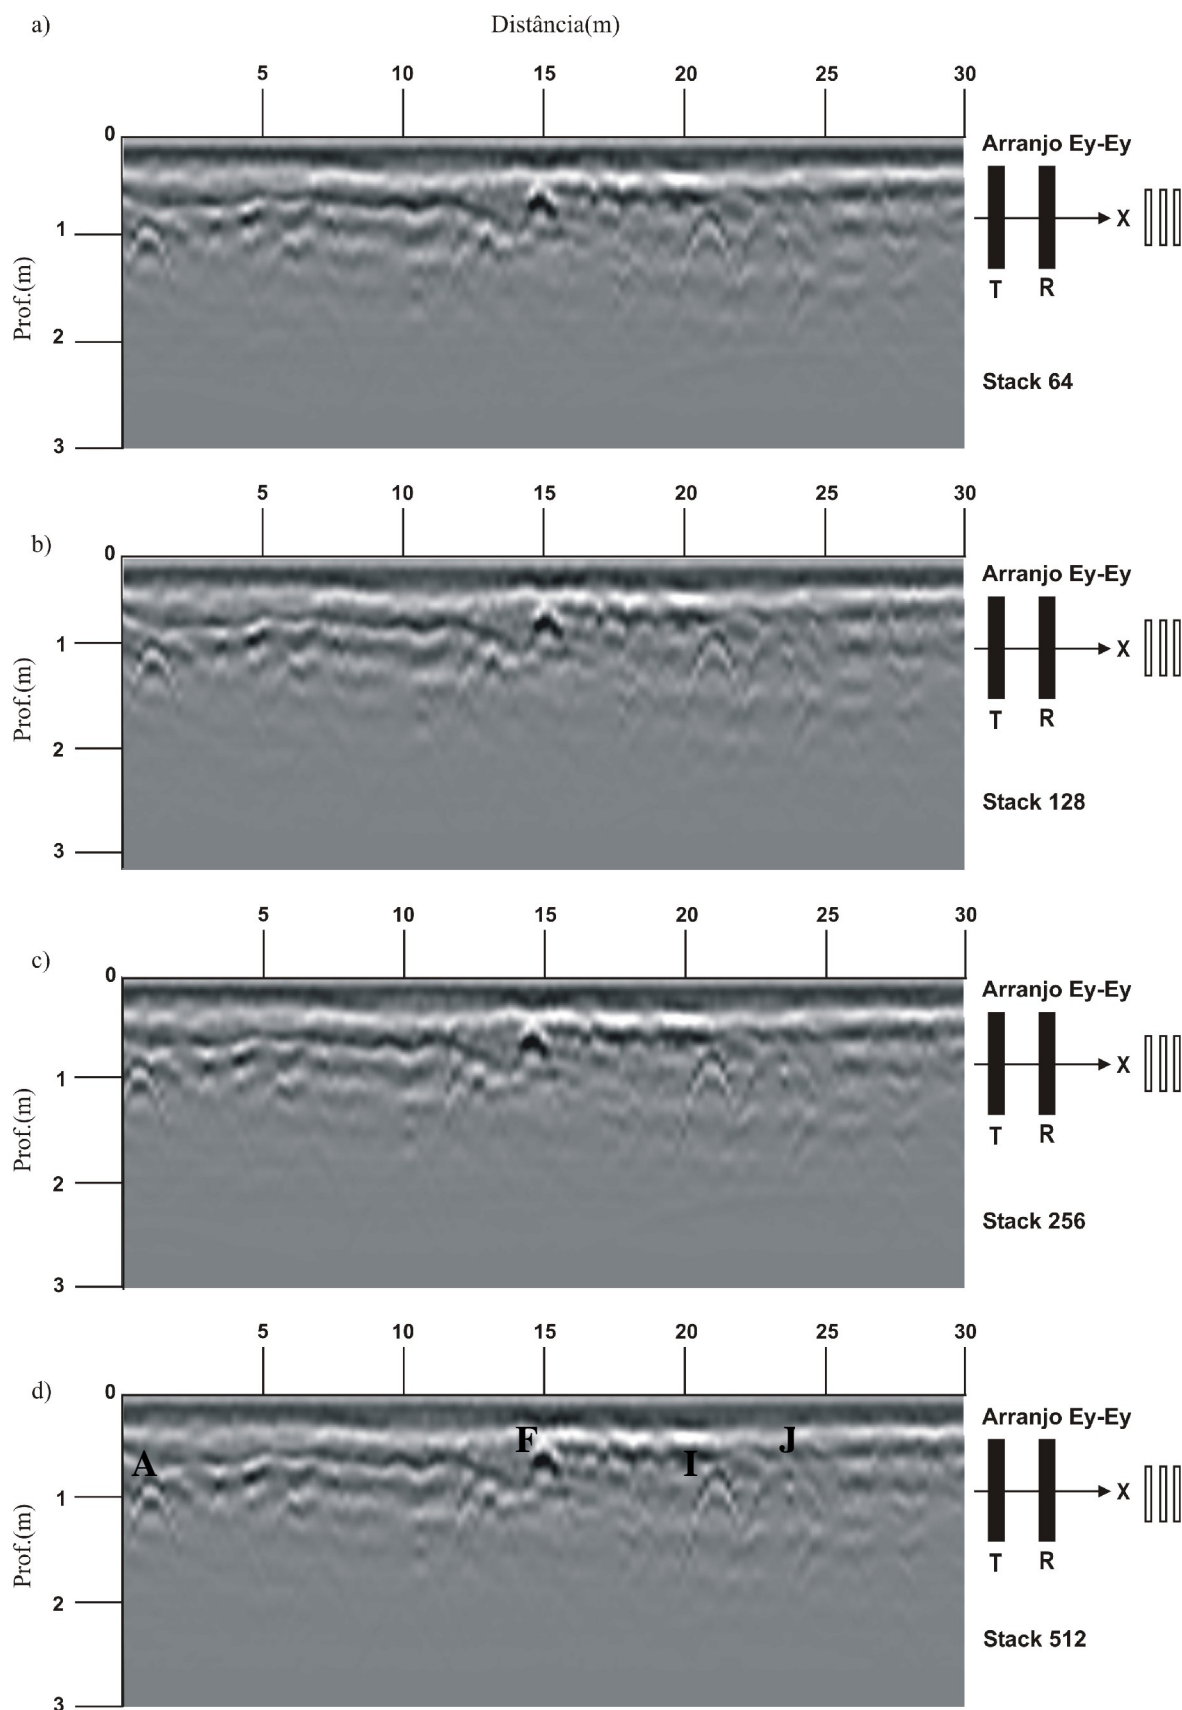 a)
Distância(m)
5 10 15 20 25 30
0
1
2
3
Prof.(m)
Arranjo Ey-Ey
X
T R
Stack 64
b)
5 10 15 20 25 30
0
1
2
3
Prof.(m)
Arranjo Ey-Ey
X
T R
Stack 128
c)
5 10 15 20 25 30
0
1
2
3
Prof.(m)
Arranjo Ey-Ey
X
T R
Stack 256
d)
5 10 15 20 25 30
0
1
2
3
Prof.(m)
A F I J
Arranjo Ey-Ey
X
T R
Stack 512